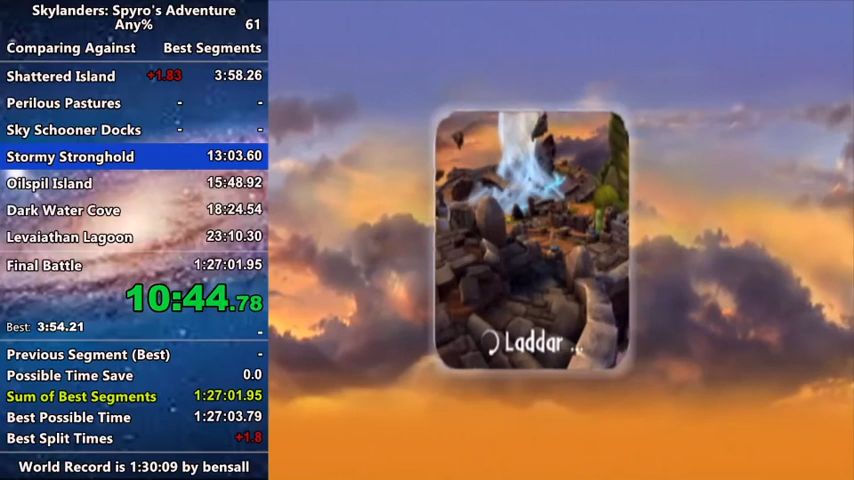 Skylanders: Spyro's Adventure
Any% 61
Comparing Against Best Segments
Shattered Island +1.83 3:58.26
Perilous Pastures - -
Sky Schooner Docks - -
Stormy Stronghold 13:03.60
Oilspil Island 15:48.92
Dark Water Cove 18:24.54
Levaiathan Lagoon 23:10.30
Final Battle 1:27:01.95
10:44.78
Best: 3:54.21 -
Previous Segment (Best) -
Possible Time Save 0.0
Sum of Best Segments 1:27:01.95
Best Possible Time 1:27:03.79
Best Split Times +1.8
World Record is 1:30:09 by bensall
Laddar ...